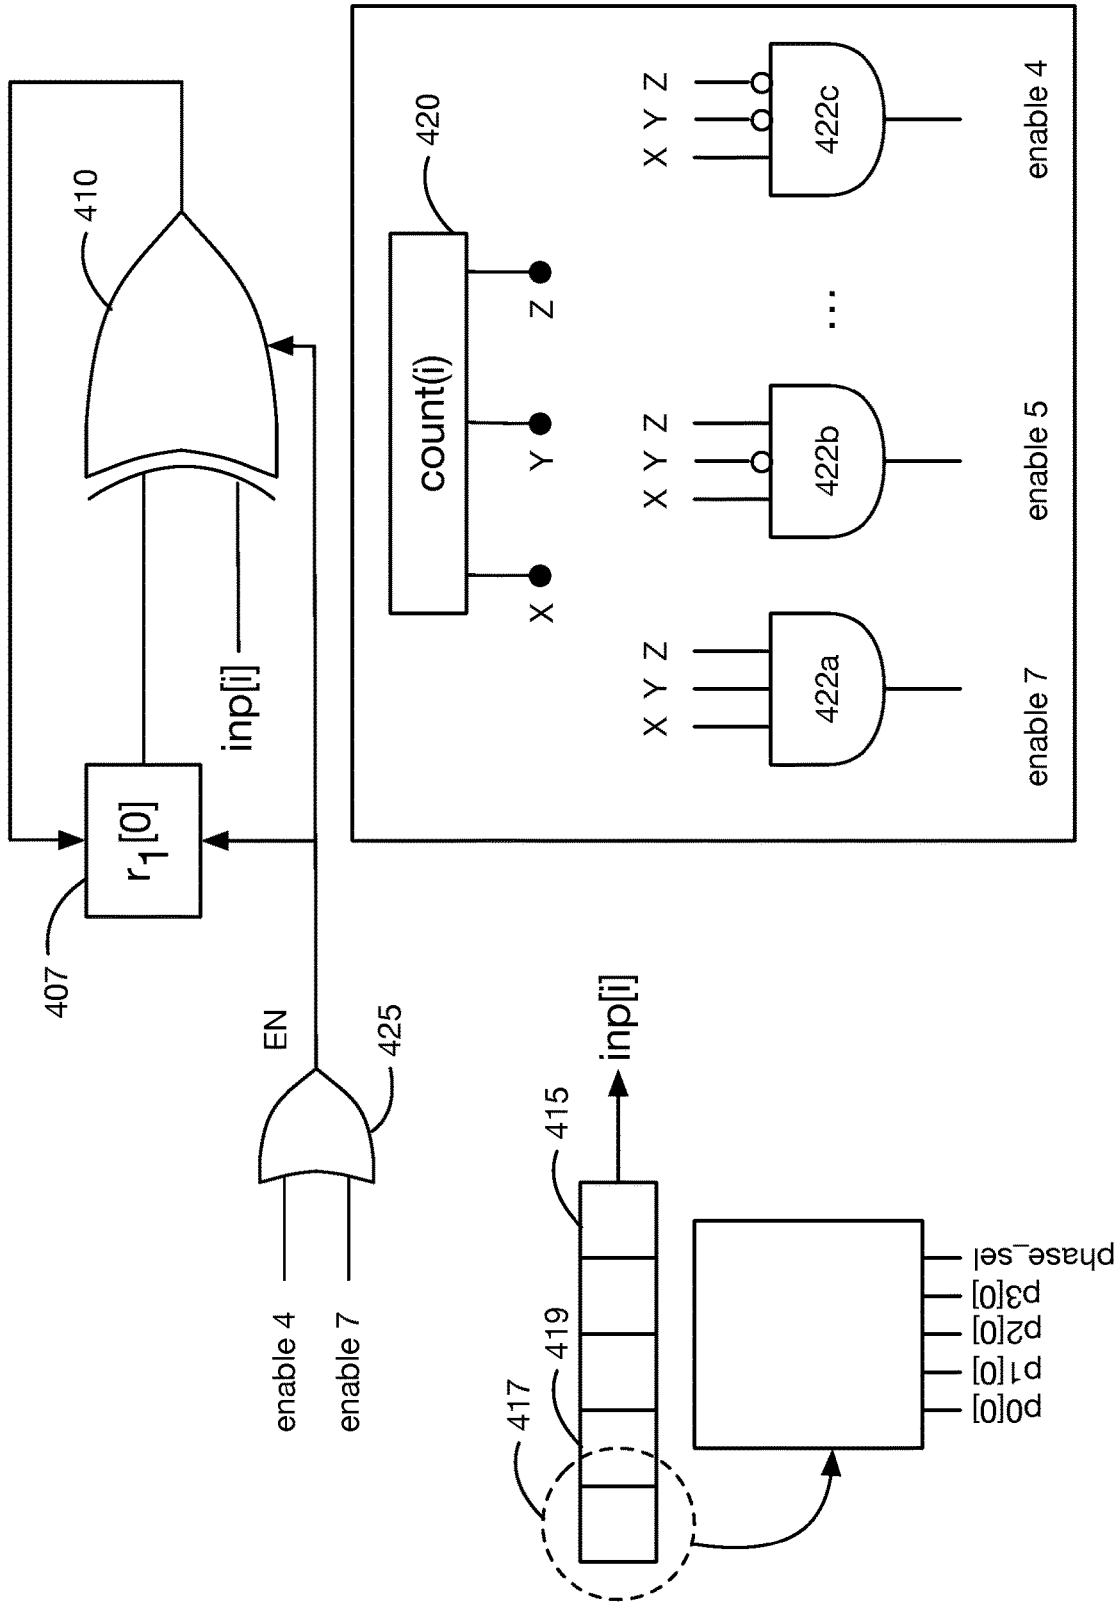 410
407
r1[0]
inp[i]
EN
425
enable 4
enable 7
420
count(i)
X
Y
Z
X Y Z
X Y Z
X Y Z
422a
422b
...
422c
enable 7
enable 5
enable 4
417
419
415
inp[i]
p0[0]
p1[0]
p2[0]
p3[0]
phase_sel